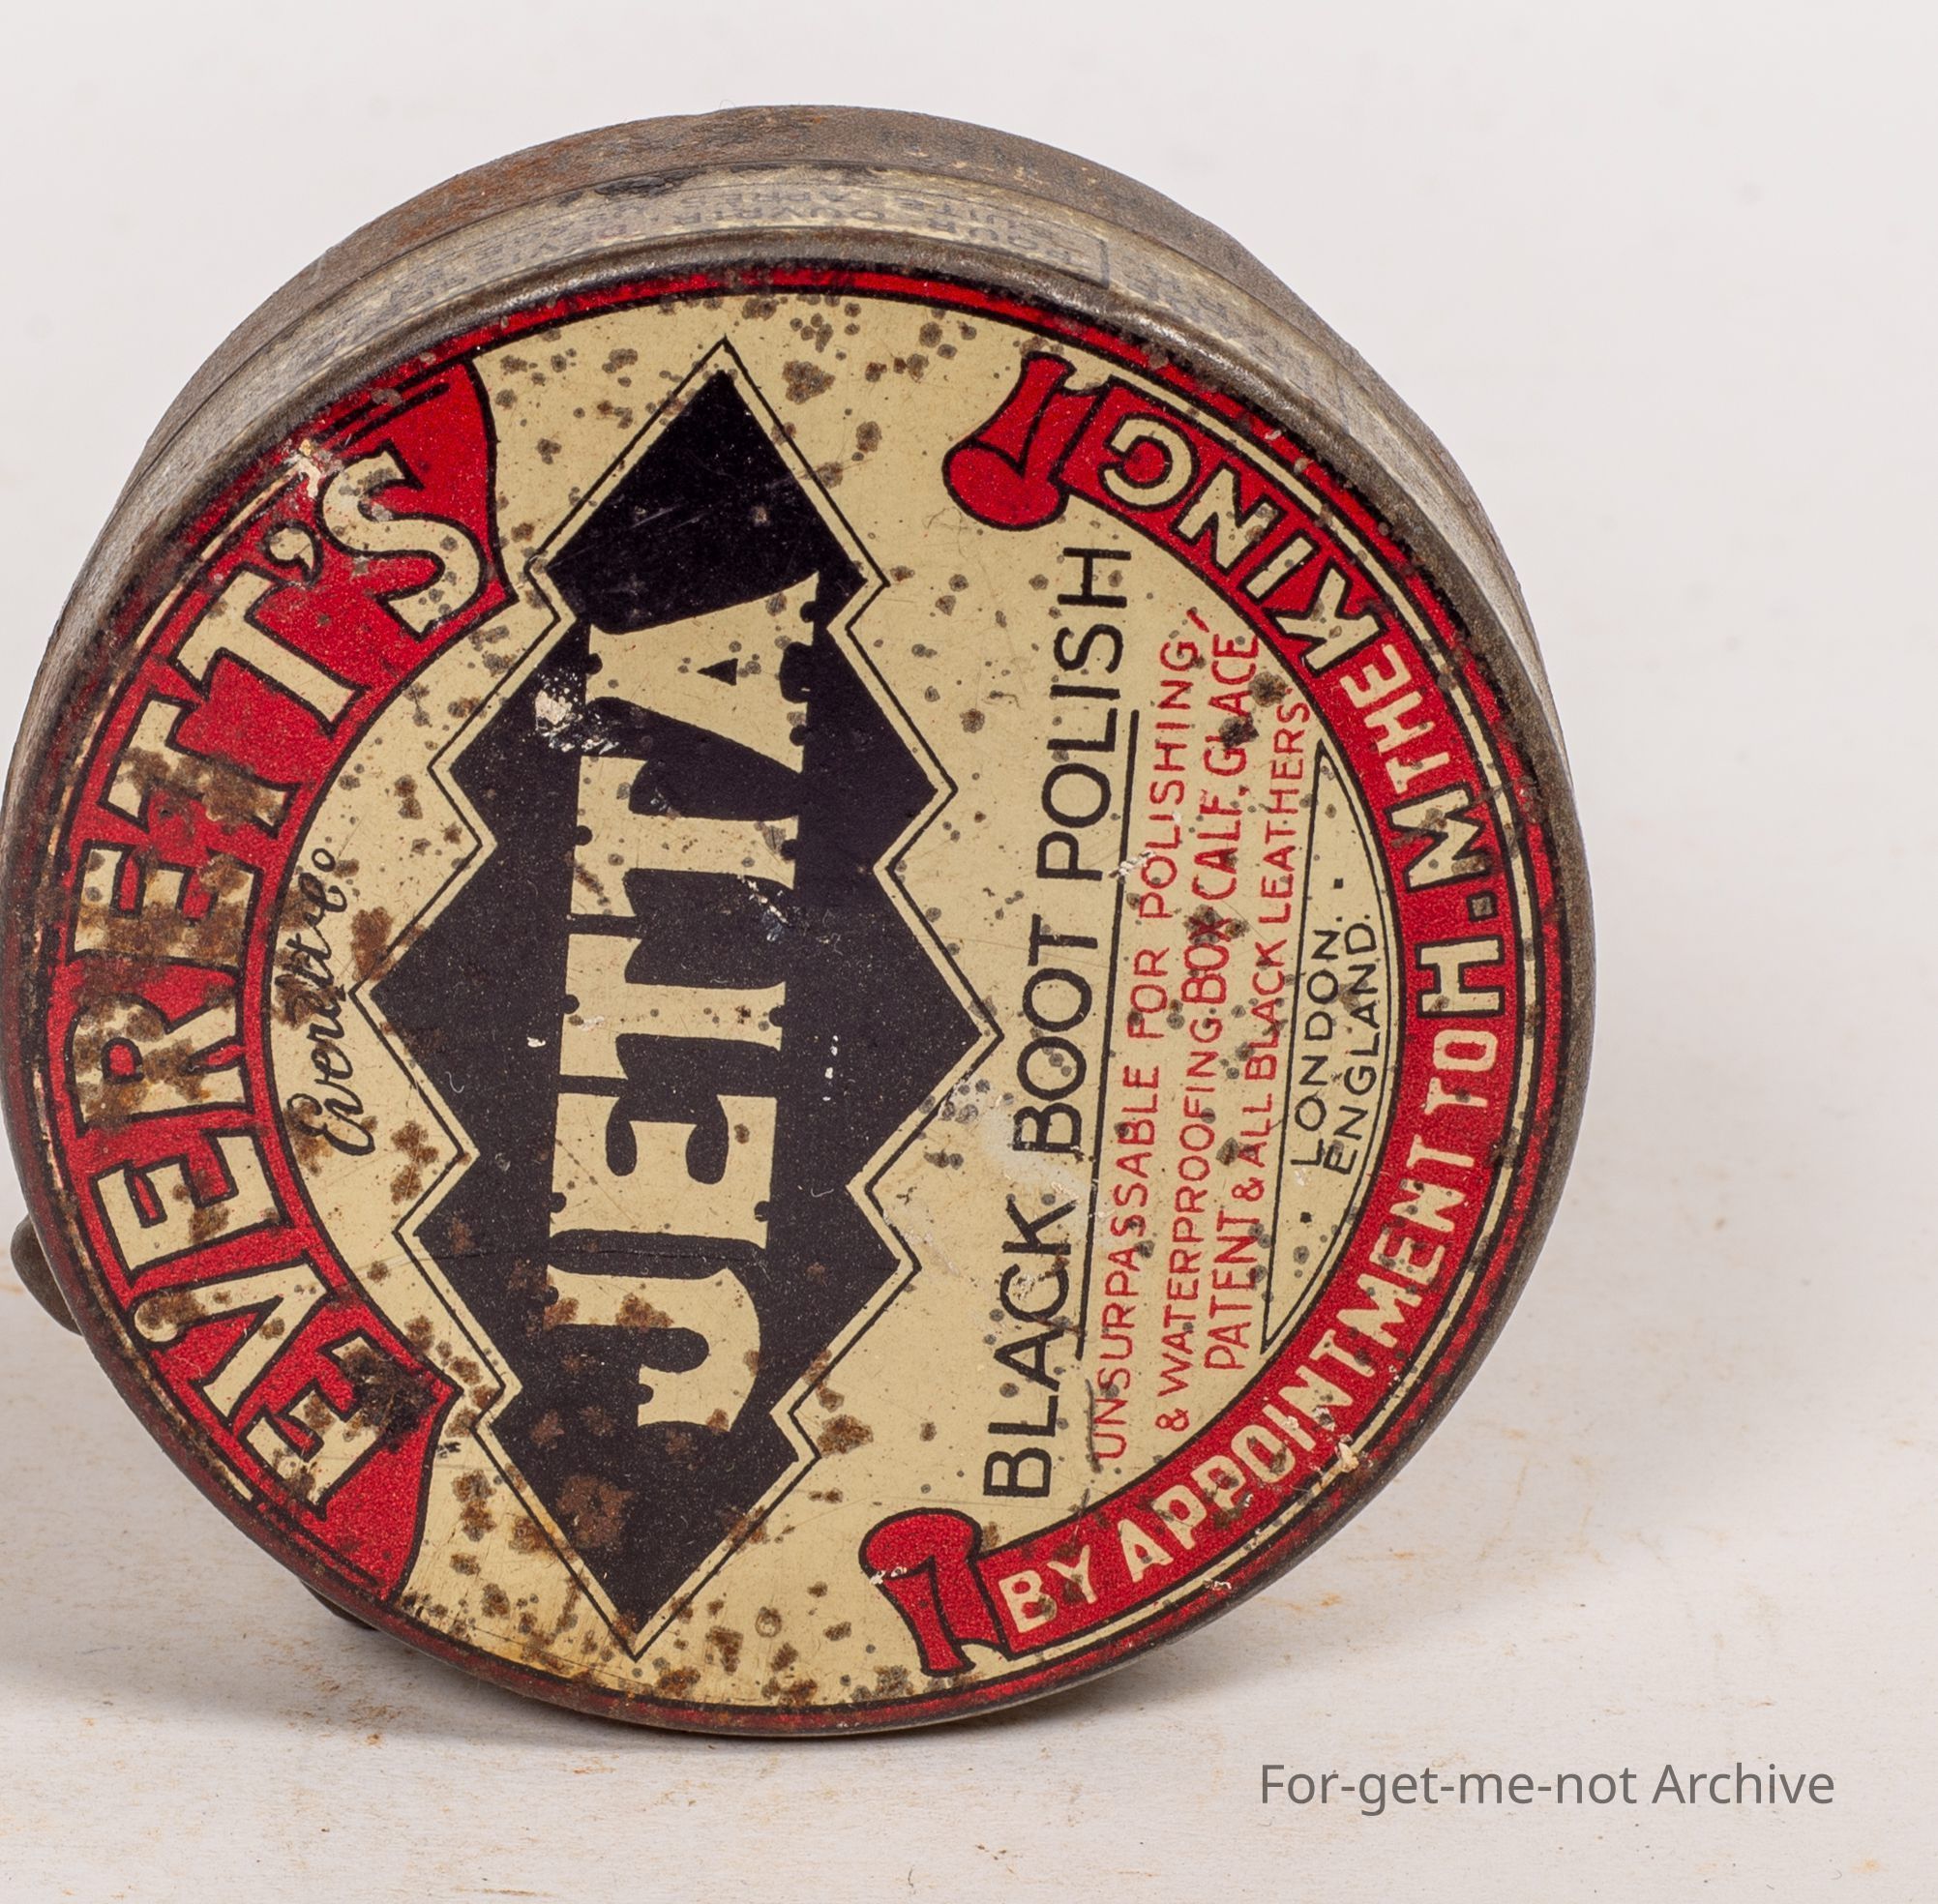 EVERETT'S
Everett & Co
JETTA
BLACK BOOT POLISH
UNSURPASSABLE FOR POLISHING
& WATERPROOFING BOX CALF, GLACÉ
PATENT & ALL BLACK LEATHERS
LONDON.
ENGLAND.
BY APPOINTMENT TO H.M THE KING
For-get-me-not Archive